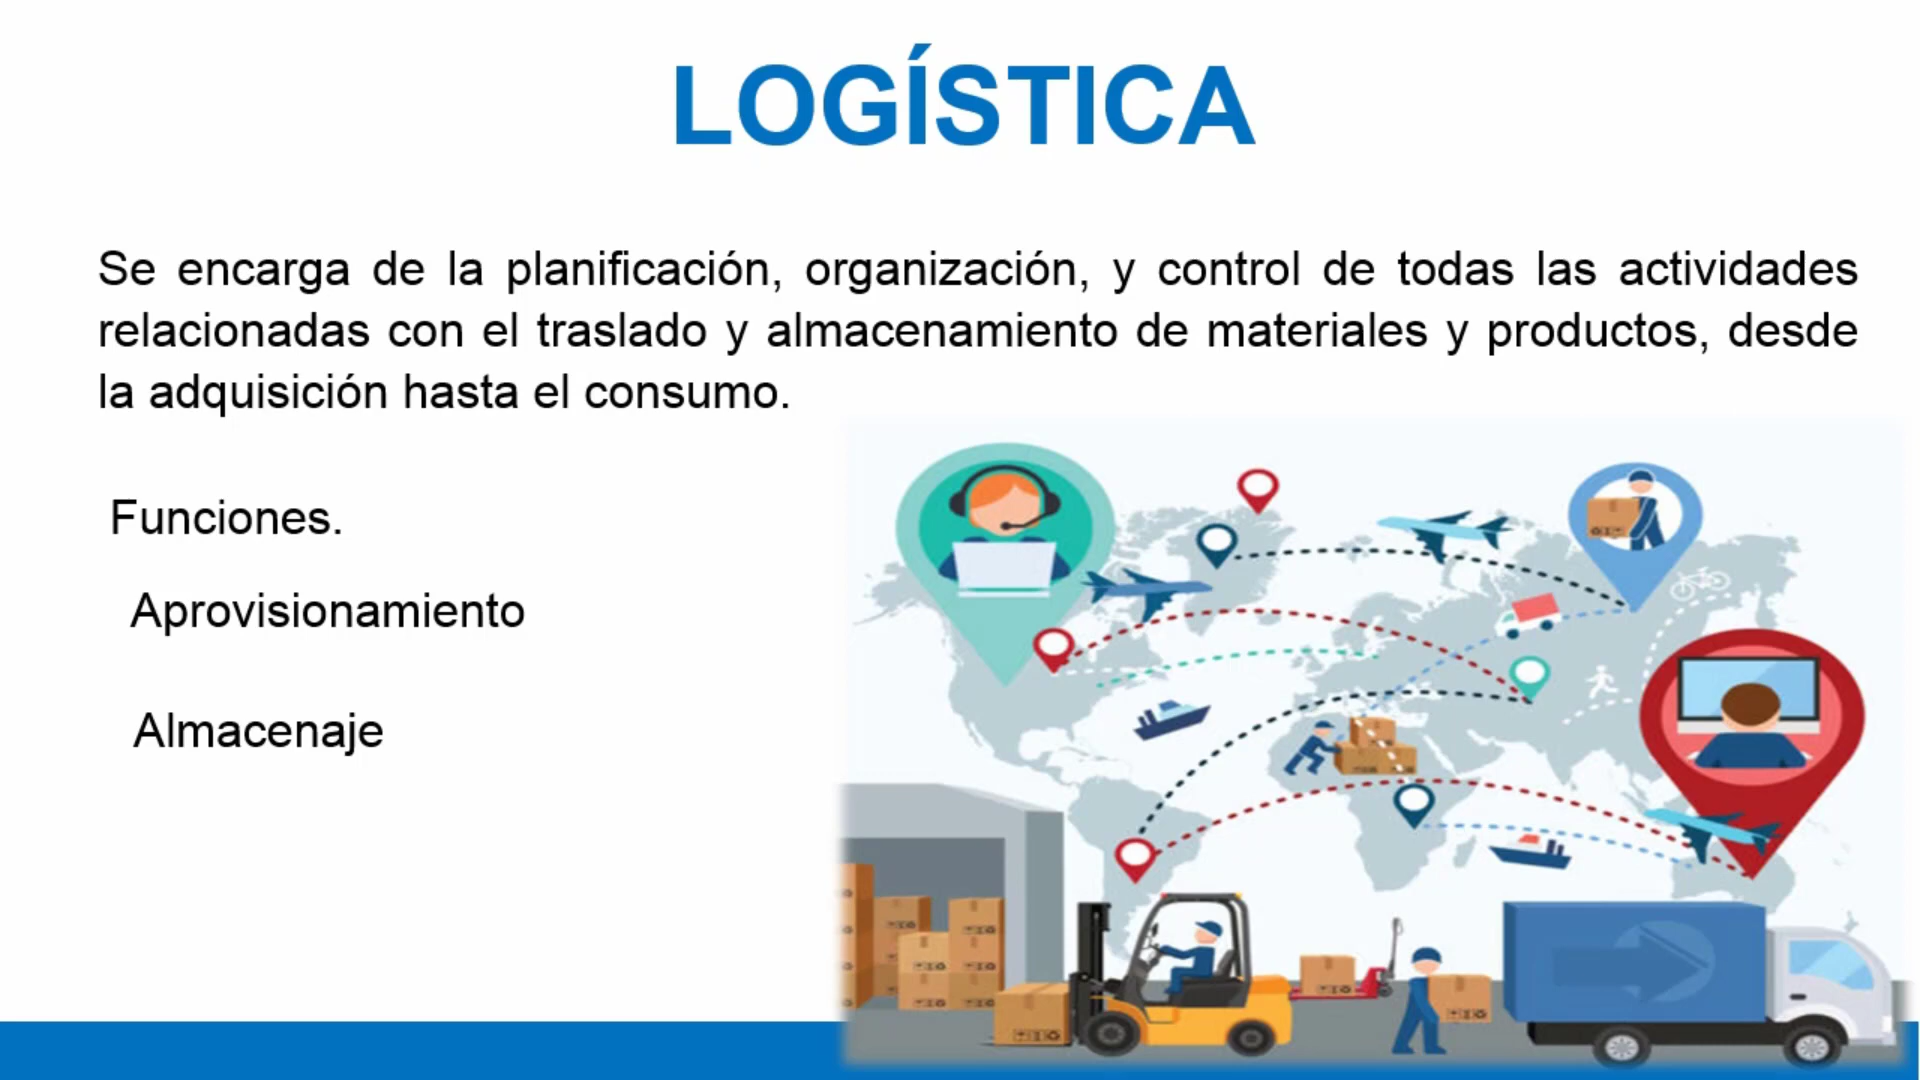 LOGÍSTICA
Se encarga de la planificación, organización, y control de todas las actividades
relacionadas con el traslado y almacenamiento de materiales y productos, desde
la adquisición hasta el consumo.
Funciones.
Aprovisionamiento
Almacenaje